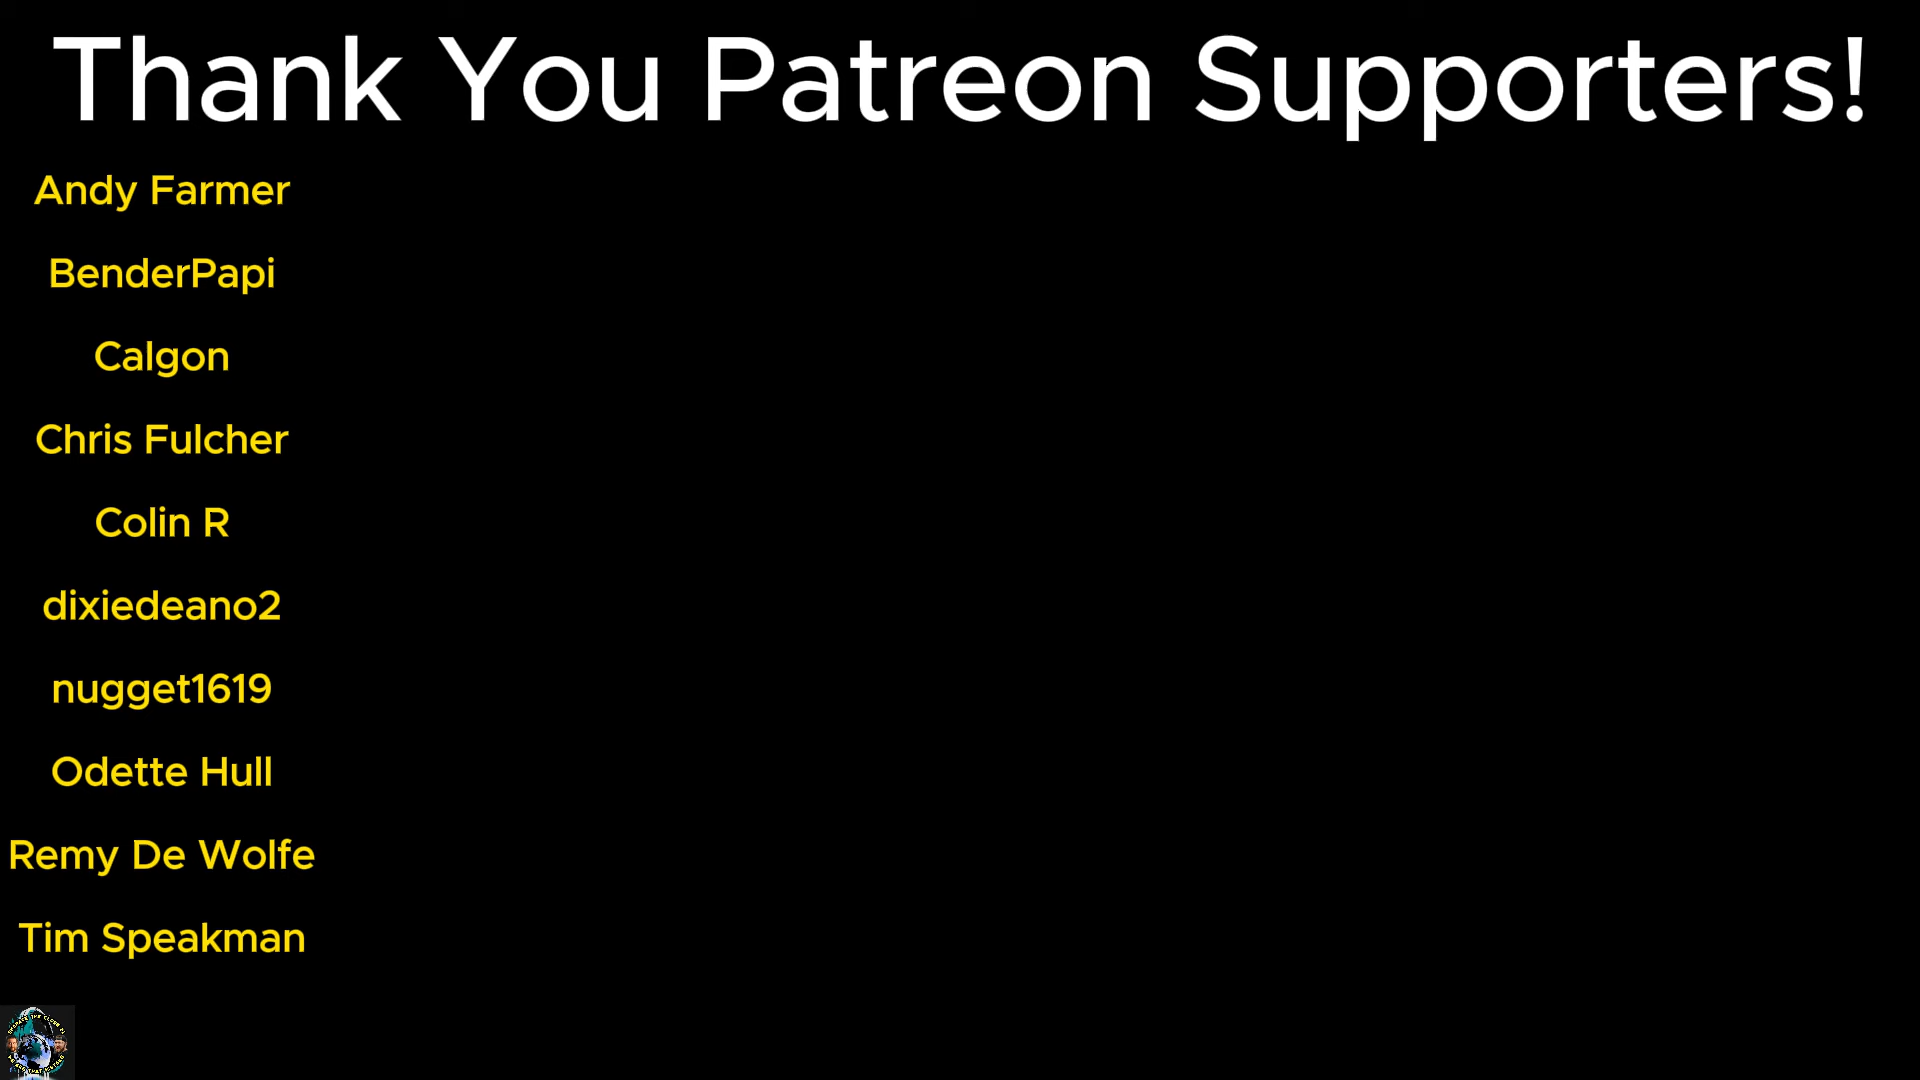 Thank You Patreon Supporters!
Andy Farmer
BenderPapi
Calgon
Chris Fulcher
Colin R
dixiedeano2
nugget1619
Odette Hull
Remy De Wolfe
Tim Speakman